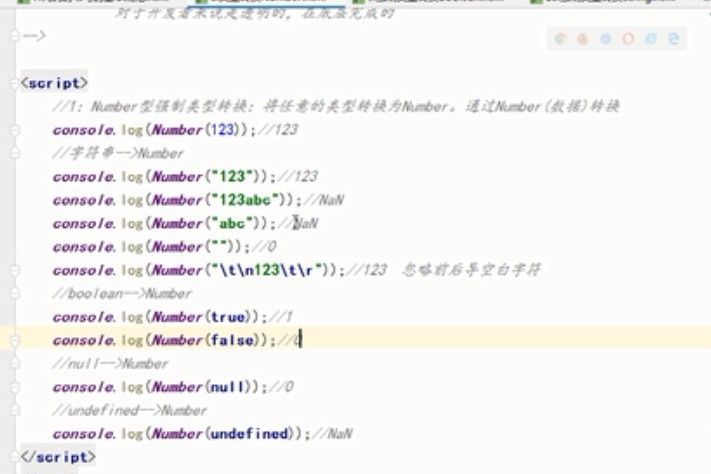 对于开发者来说是透明的，在底层完成的
-->
<script>
//1：Number型强制类型转换：将任意的类型转换为Number。通过Number(数据)转换
console.log(Number(123));//123
//字符串-->Number
console.log(Number("123"));//123
console.log(Number("123abc"));//NaN
console.log(Number("abc"));//NaN
console.log(Number(""));//0
console.log(Number("\t\n123\t\r"));//123 忽略前后导空白字符
//boolean-->Number
console.log(Number(true));//1
console.log(Number(false));//0
//null-->Number
console.log(Number(null));//0
//undefined-->Number
console.log(Number(undefined));//NaN
</script>